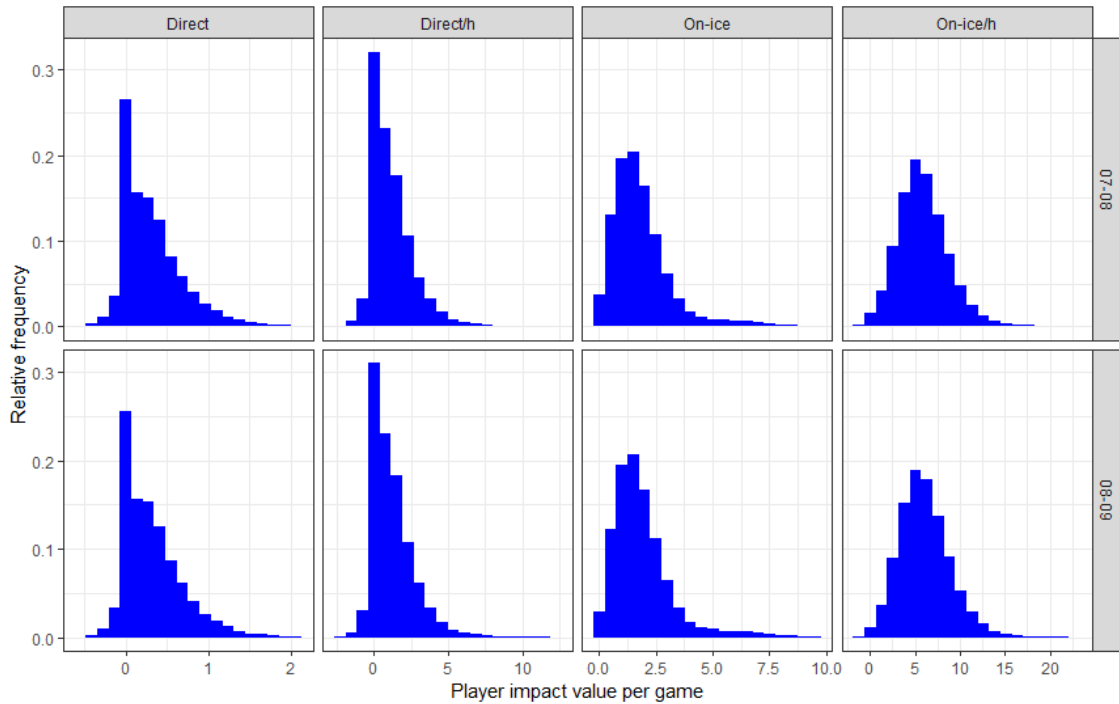 Direct Direct/h On-ice On-ice/h
Relative frequency
0.3
0.2
0.1
0.0
07-08
0.3
0.2
0.1
0.0
08-09
0 1 2 0 5 10 0.0 2.5 5.0 7.5 10.0 0 5 10 15 20
Player impact value per game